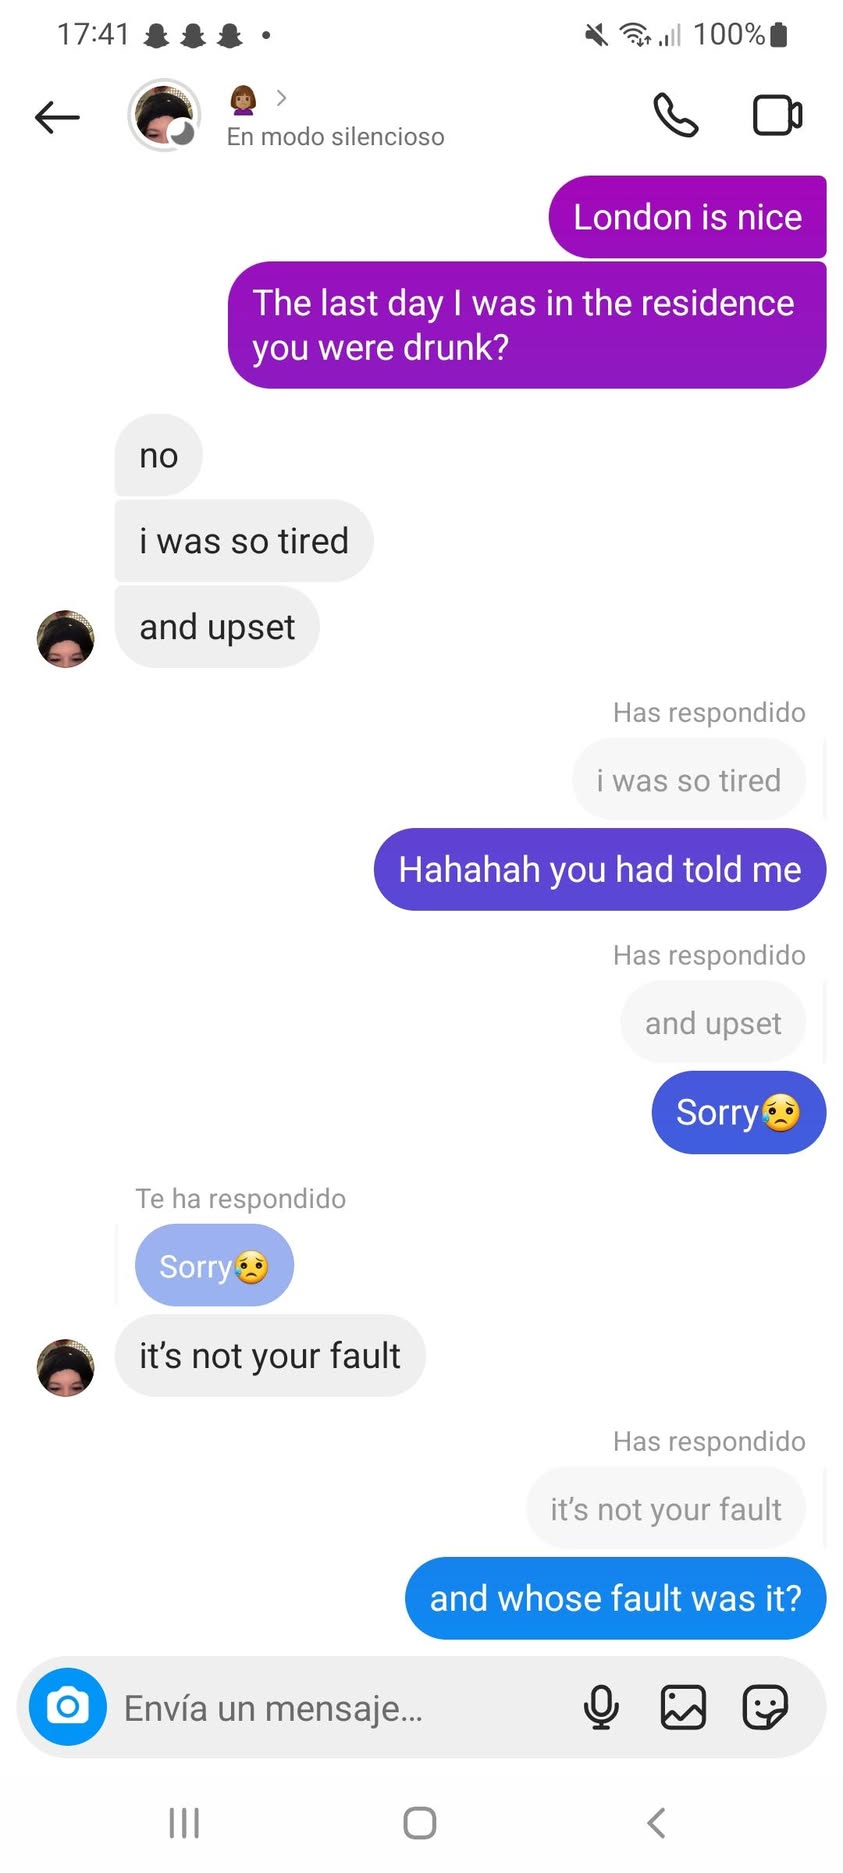 17:41
100%
En modo silencioso
London is nice
The last day I was in the residence
you were drunk?
no
i was so tired
and upset
Has respondido
i was so tired
Hahahah you had told me
Has respondido
and upset
Sorry😥
Te ha respondido
Sorry😥
it’s not your fault
Has respondido
it’s not your fault
and whose fault was it?
Envía un mensaje...